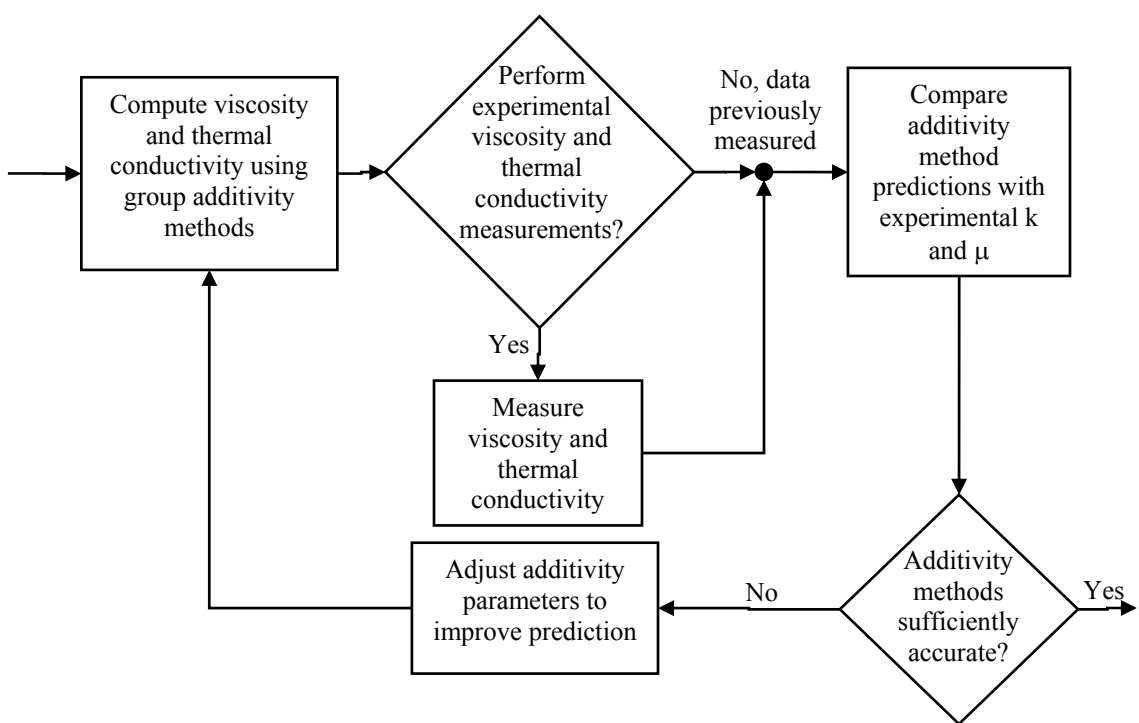 Compute viscosity
and thermal
conductivity using
group additivity
methods
Perform
experimental
viscosity and
thermal
conductivity
measurements?
No, data
previously
measured
Compare
additivity
method
predictions with
experimental k
and μ
Yes
Measure
viscosity and
thermal
conductivity
Adjust additivity
parameters to
improve prediction
No
Additivity
methods
sufficiently
accurate?
Yes